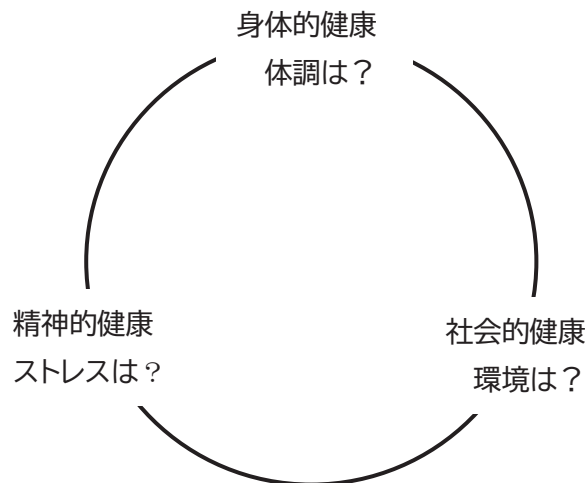 身体的健康
体調は？
精神的健康
ストレスは？
社会的健康
環境は？